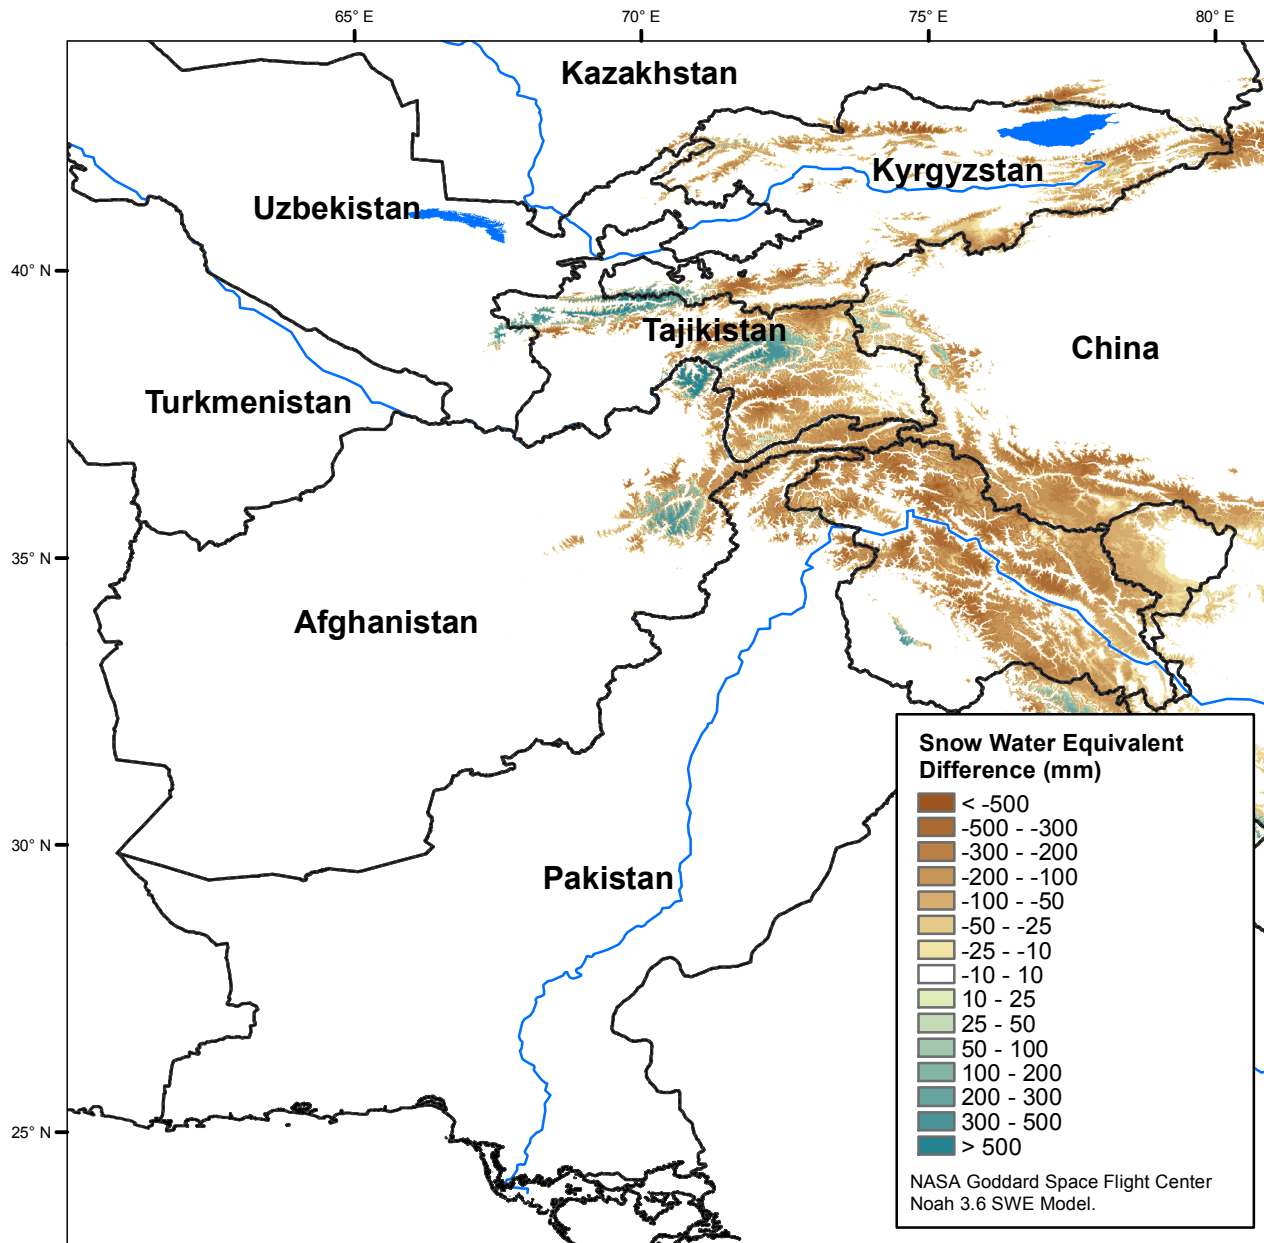 65° E
70° E
75° E
80° E
Kazakhstan
Kyrgyzstan
Uzbekistan
40° N
Tajikistan
China
Turkmenistan
35° N
Afghanistan
30° N
Pakistan
25° N
Snow Water Equivalent
Difference (mm)
< -500
-500 - -300
-300 - -200
-200 - -100
-100 - -50
-50 - -25
-25 - -10
-10 - 10
10 - 25
25 - 50
50 - 100
100 - 200
200 - 300
300 - 500
> 500
NASA Goddard Space Flight Center
Noah 3.6 SWE Model.